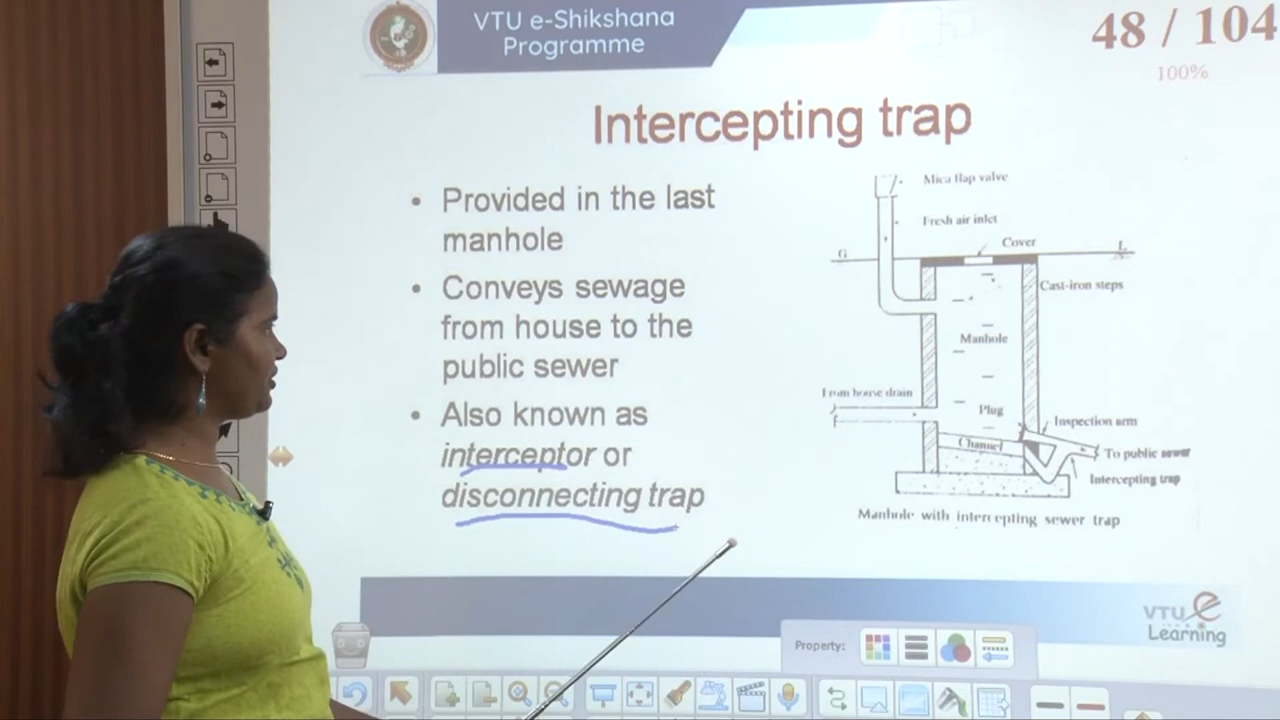 VTU e-Shikshana
Programme
48 / 104
100%
Intercepting trap
• Provided in the last
manhole
• Conveys sewage
from house to the
public sewer
• Also known as
interceptor or
disconnecting trap
Mica flap valve
Fresh air inlet
Cover
G
L
Cast-iron steps
Manhole
From house drain
Plug
Inspection arm
Channel
To public sewer
Intercepting trap
Manhole with intercepting sewer trap
VTU e
Learning
Property: